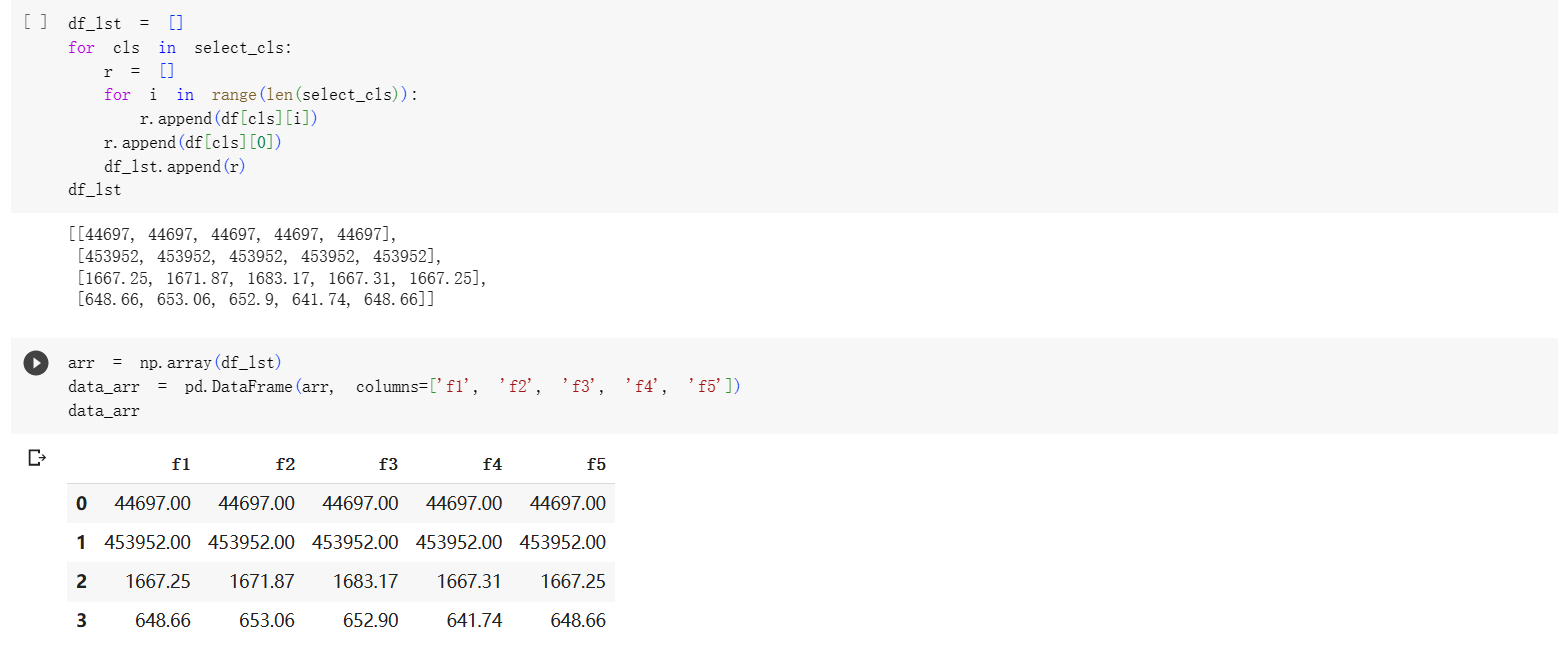 [ ] df_lst = []
for cls in select_cls:
    r = []
    for i in range(len(select_cls)):
        r.append(df[cls][i])
    r.append(df[cls][0])
    df_lst.append(r)
df_lst
[[44697, 44697, 44697, 44697, 44697],
 [453952, 453952, 453952, 453952, 453952],
 [1667.25, 1671.87, 1683.17, 1667.31, 1667.25],
 [648.66, 653.06, 652.9, 641.74, 648.66]]
arr = np.array(df_lst)
data_arr = pd.DataFrame(arr, columns=['f1', 'f2', 'f3', 'f4', 'f5'])
data_arr
f1 f2 f3 f4 f5
0 44697.00 44697.00 44697.00 44697.00 44697.00
1 453952.00 453952.00 453952.00 453952.00 453952.00
2 1667.25 1671.87 1683.17 1667.31 1667.25
3 648.66 653.06 652.90 641.74 648.66